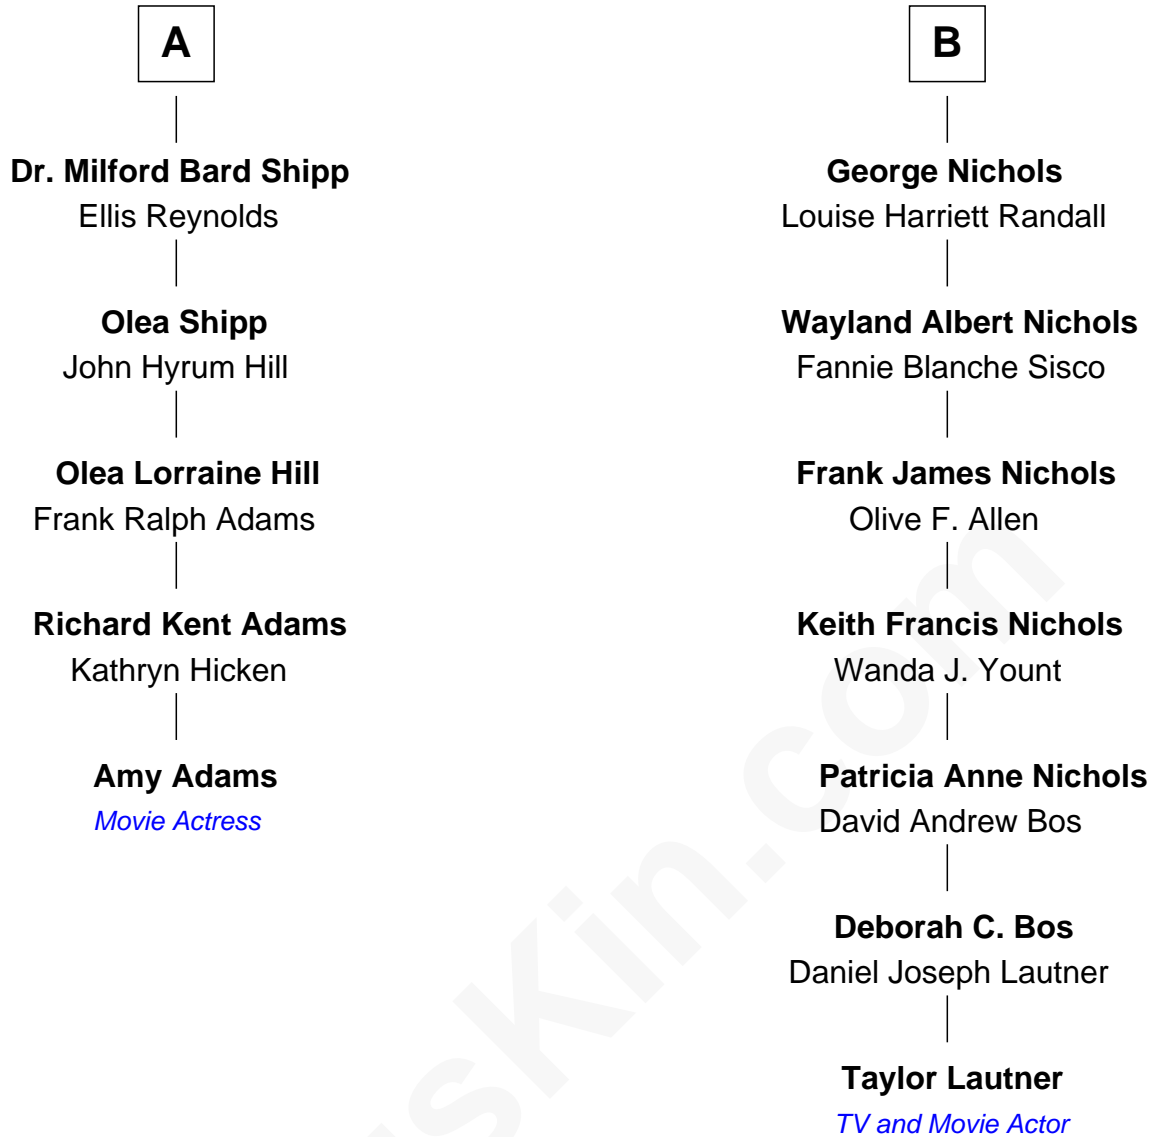 A
Dr. Milford Bard Shipp
Ellis Reynolds
Olea Shipp
John Hyrum Hill
Olea Lorraine Hill
Frank Ralph Adams
Richard Kent Adams
Kathryn Hicken
Amy Adams
Movie Actress
B
George Nichols
Louise Harriett Randall
Wayland Albert Nichols
Fannie Blanche Sisco
Frank James Nichols
Olive F. Allen
Keith Francis Nichols
Wanda J. Yount
Patricia Anne Nichols
David Andrew Bos
Deborah C. Bos
Daniel Joseph Lautner
Taylor Lautner
TV and Movie Actor
sKin.com